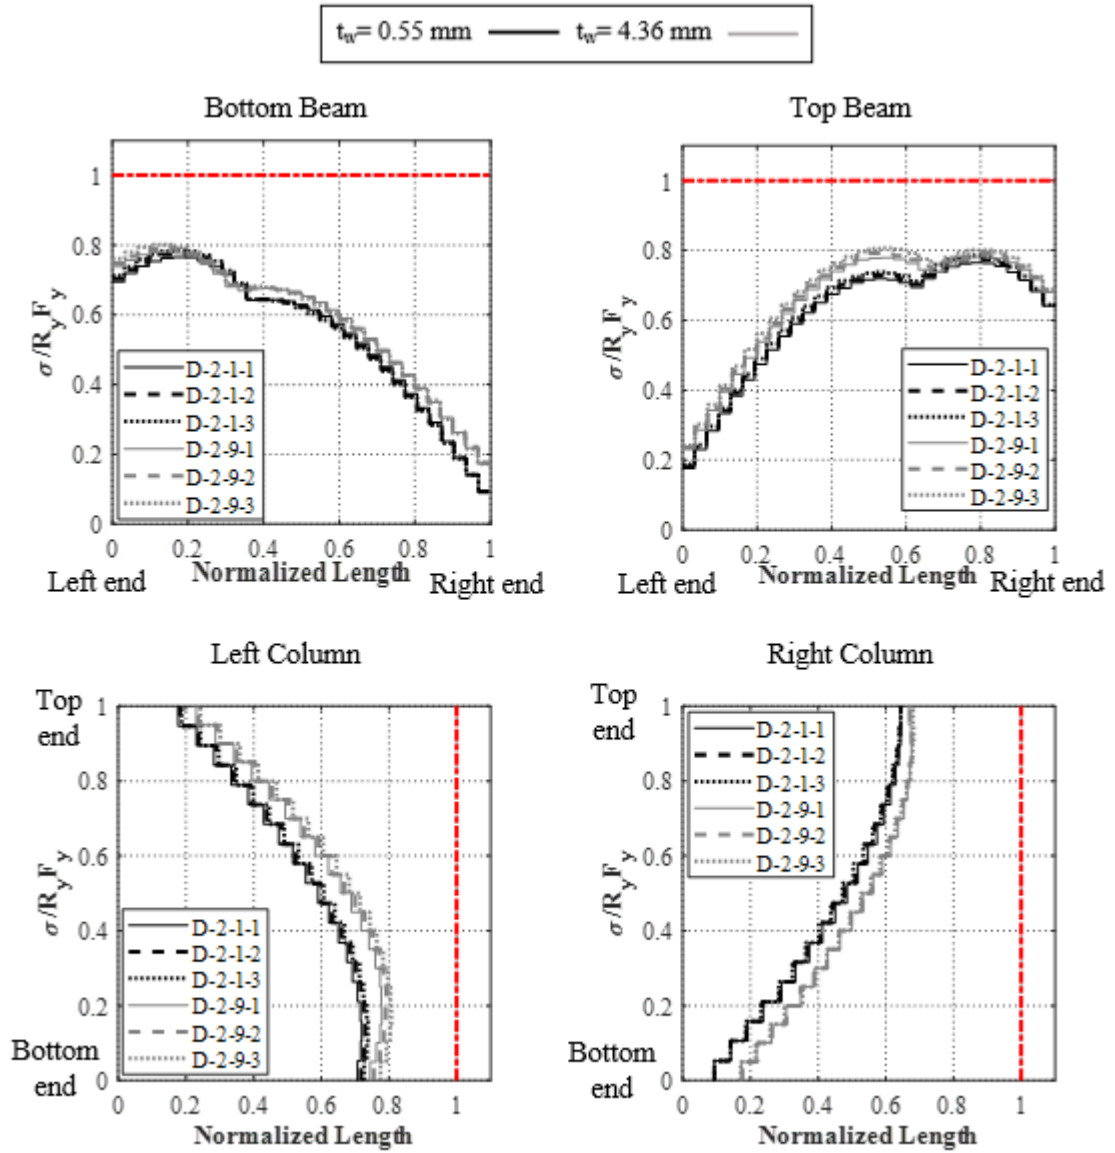 t_w= 0.55 mm t_w= 4.36 mm
Bottom Beam
1
0.8
0.6
0.4
0.2
0
σ/R_yF_y
D-2-1-1
D-2-1-2
D-2-1-3
D-2-9-1
D-2-9-2
D-2-9-3
0 0.2 0.4 0.6 0.8 1
Left end Normalized Length Right end
Top Beam
1
0.8
0.6
0.4
0.2
0
σ/R_yF_y
D-2-1-1
D-2-1-2
D-2-1-3
D-2-9-1
D-2-9-2
D-2-9-3
0 0.2 0.4 0.6 0.8 1
Left end Normalized Length Right end
Left Column
Top
end
1
0.8
0.6
0.4
0.2
0
σ/R_yF_y
D-2-1-1
D-2-1-2
D-2-1-3
D-2-9-1
D-2-9-2
D-2-9-3
Bottom
end
0 0.2 0.4 0.6 0.8 1
Normalized Length
Right Column
Top
end
1
0.8
0.6
0.4
0.2
0
σ/R_yF_y
D-2-1-1
D-2-1-2
D-2-1-3
D-2-9-1
D-2-9-2
D-2-9-3
Bottom
end
0 0.2 0.4 0.6 0.8 1
Normalized Length